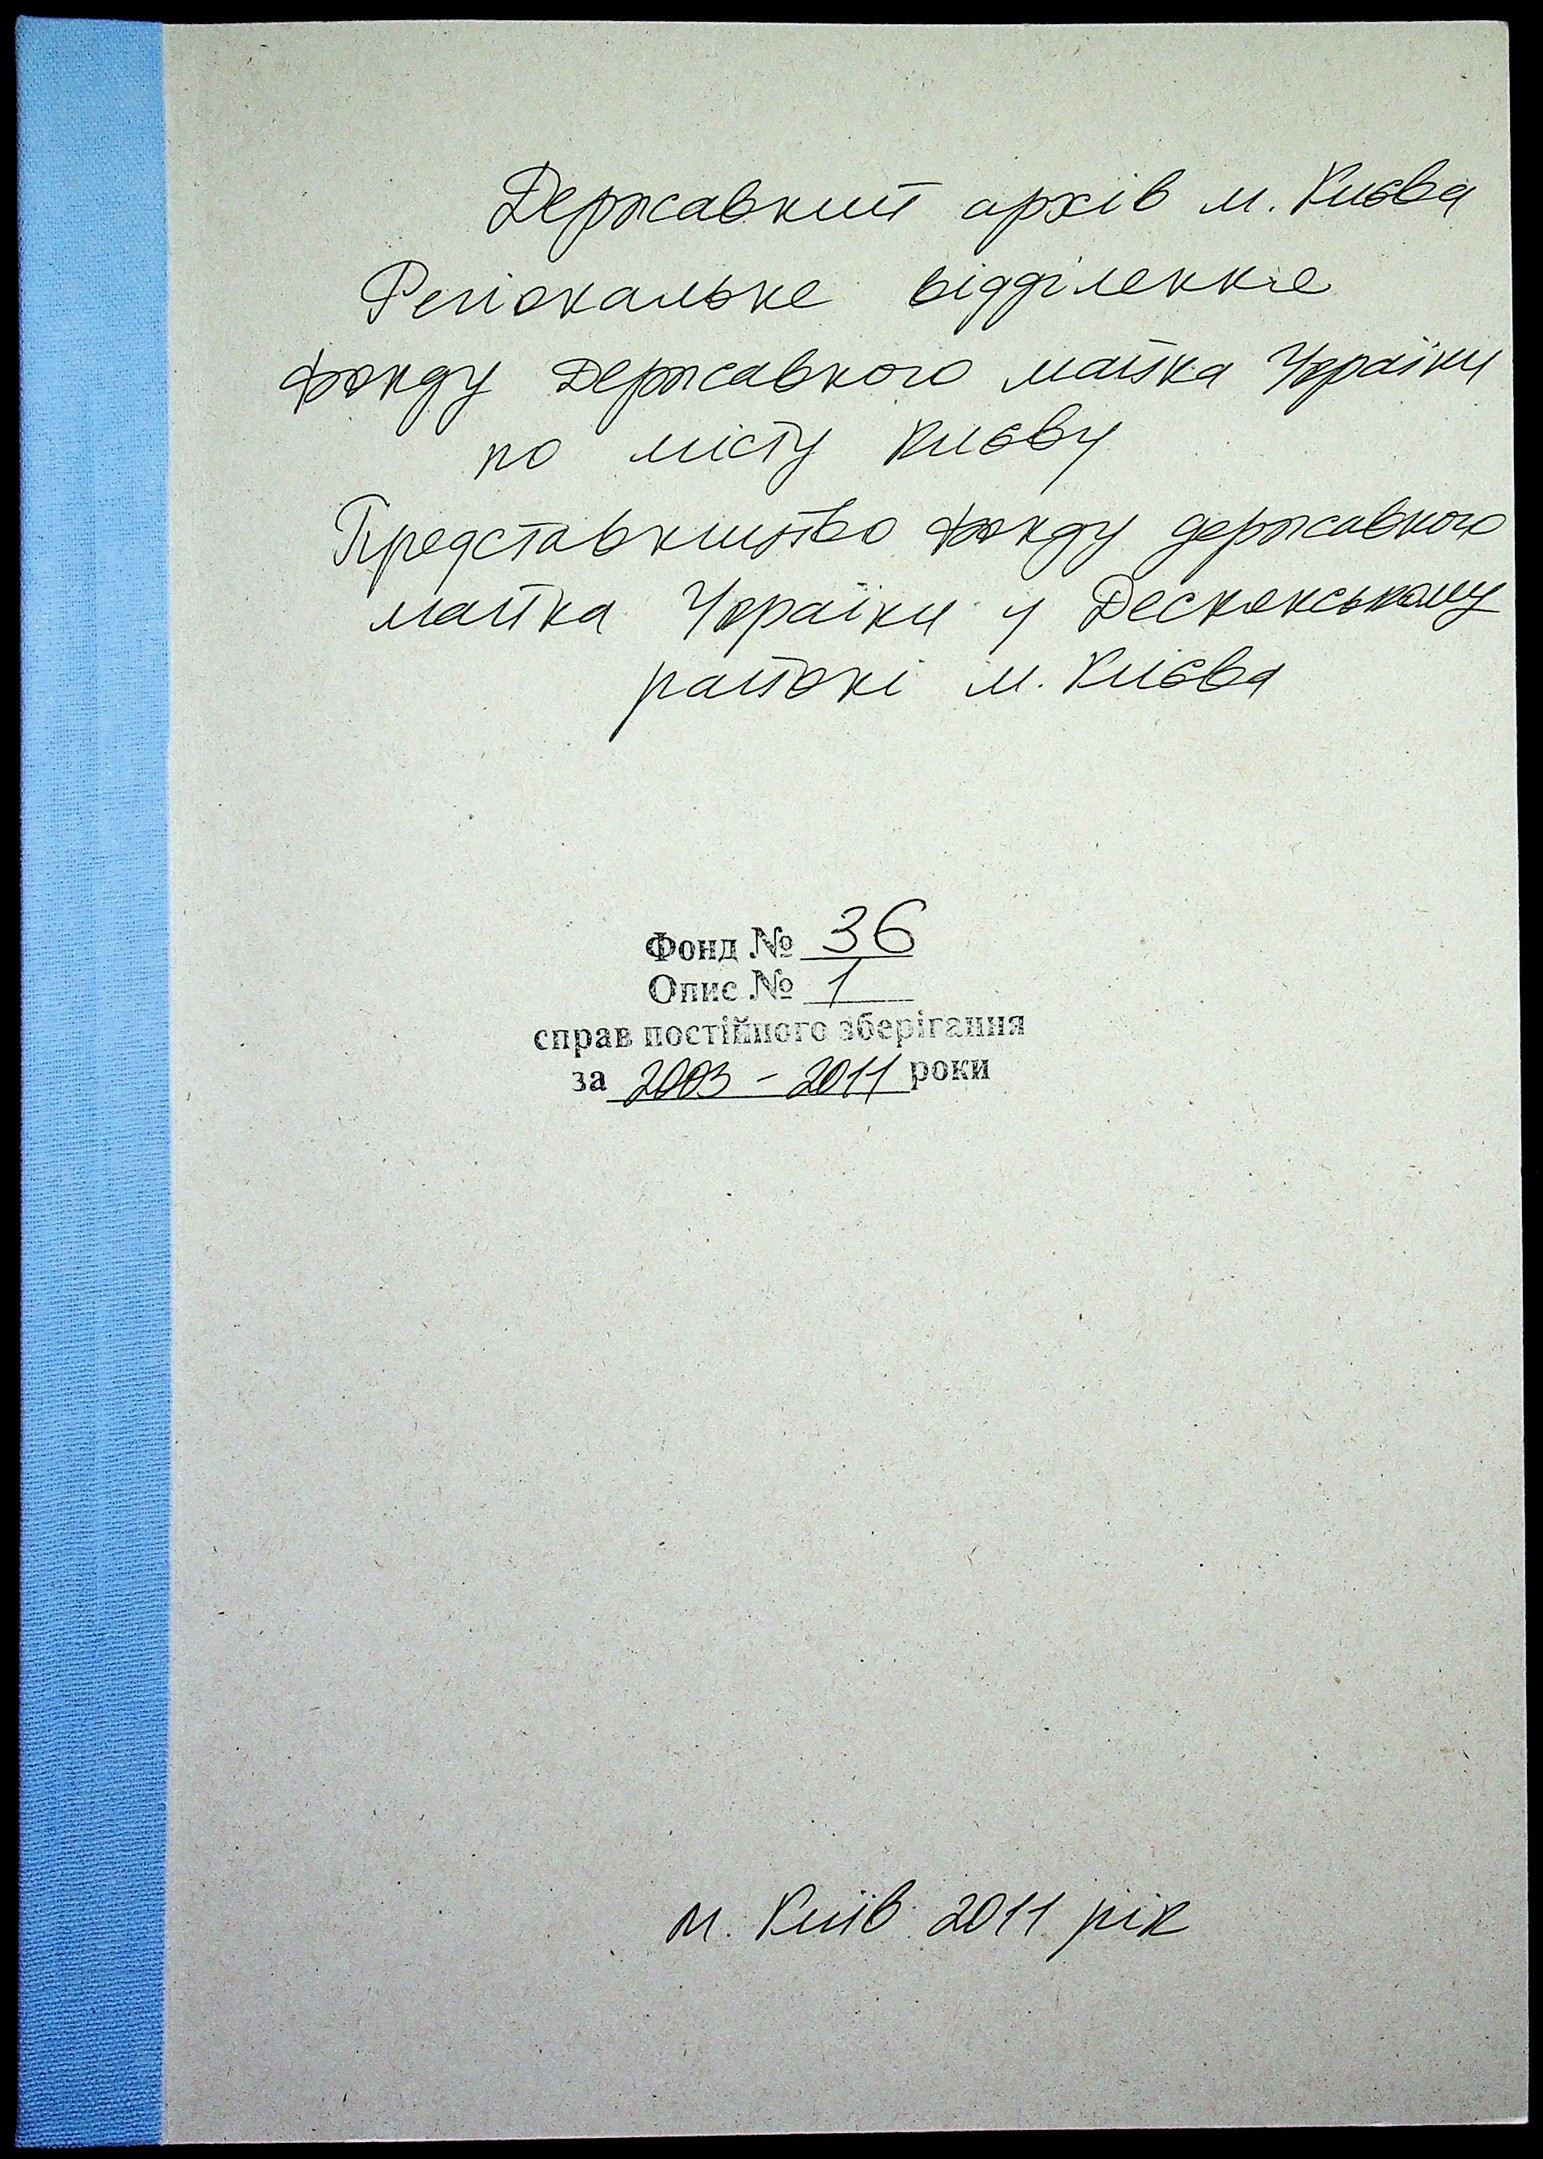 Державний архів м. Києва
Регіональне відділення
Фонду державного майна України
по місту Києву
Представництво Фонду державного
майна України у Деснянському
районі м. Києва
Фонд № 36
Опис № 1
справ постійного зберігання
за 2003 - 2011 роки
м. Київ 2011 рік